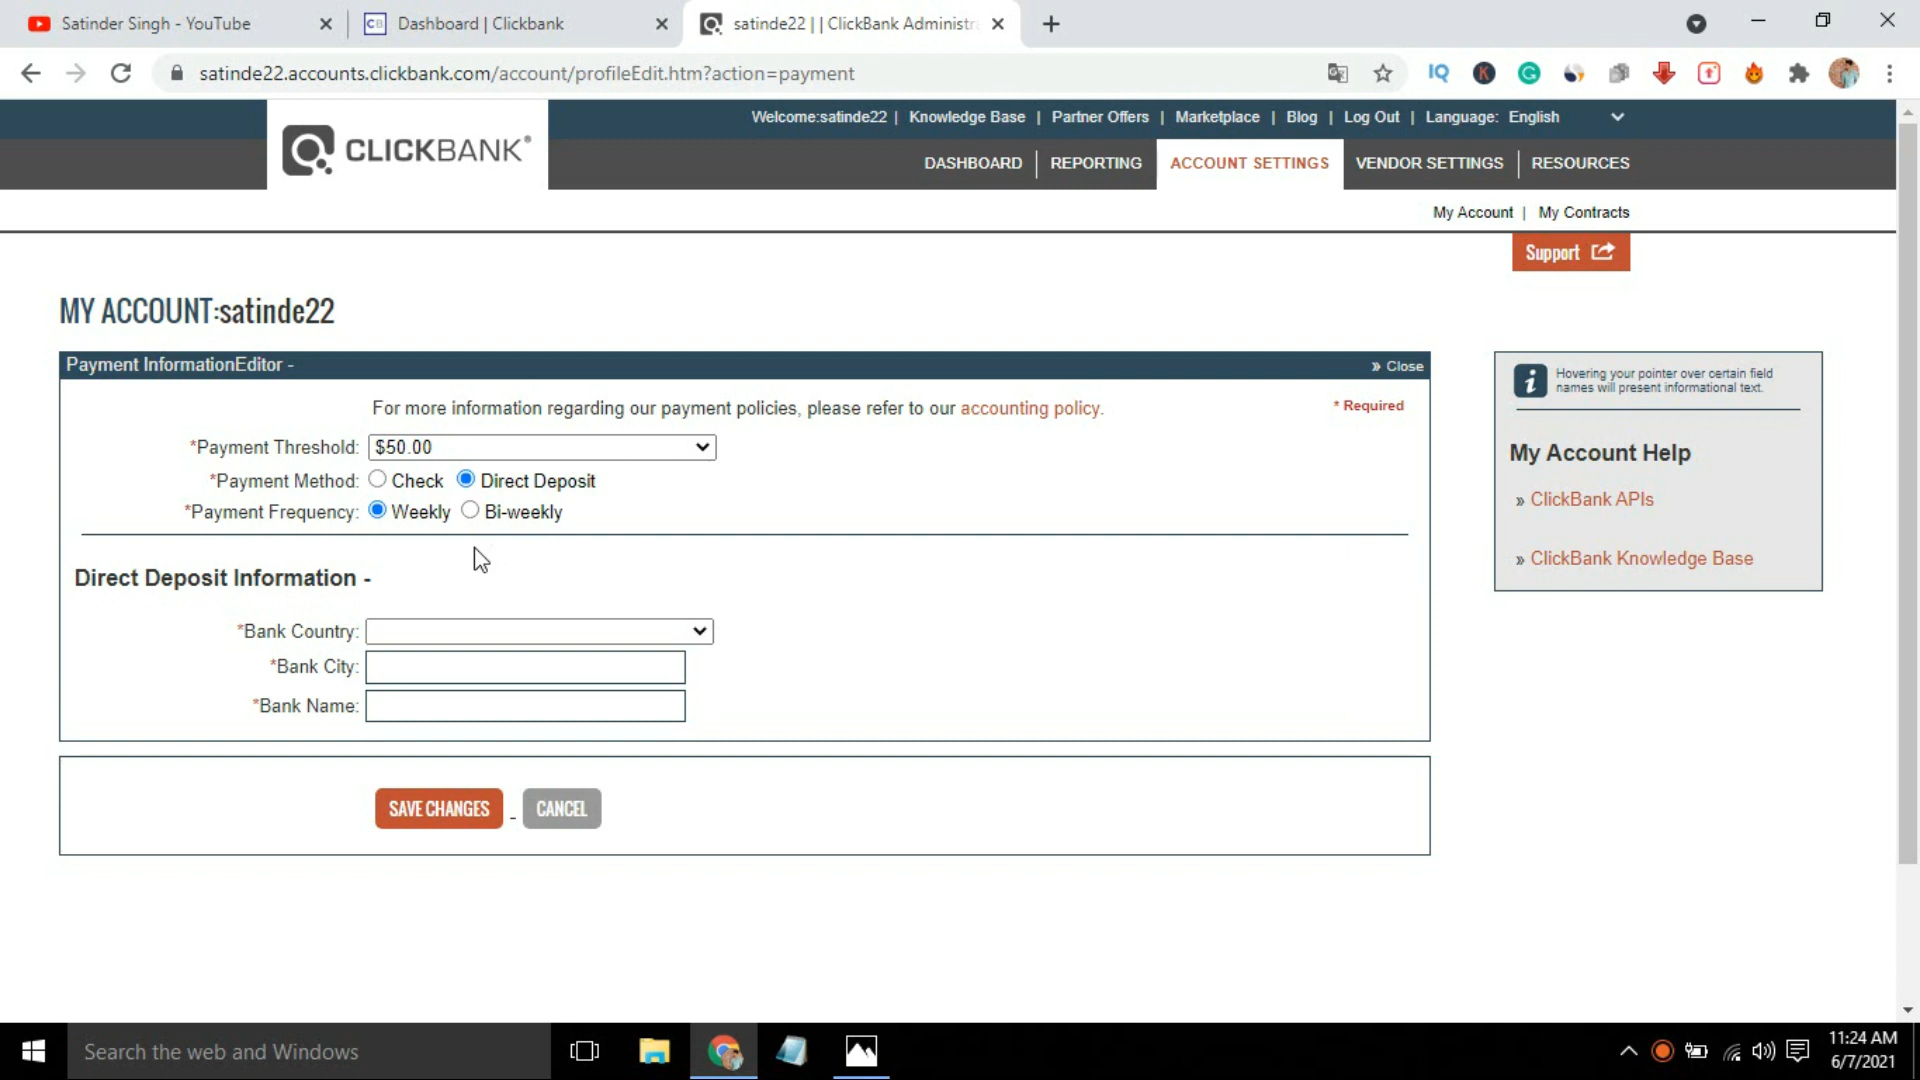 Satinder Singh - YouTube
Dashboard | Clickbank
satinde22 | | ClickBank Administr
satinde22.accounts.clickbank.com/account/profileEdit.htm?action=payment
Welcome:satinde22 | Knowledge Base | Partner Offers | Marketplace | Blog | Log Out | Language: English
CLICKBANK®
DASHBOARD | REPORTING ACCOUNT SETTINGS VENDOR SETTINGS | RESOURCES
My Account | My Contracts
Support
MY ACCOUNT:satinde22
Payment InformationEditor -
» Close
For more information regarding our payment policies, please refer to our accounting policy.
* Required
*Payment Threshold: $50.00
*Payment Method: Check Direct Deposit
*Payment Frequency: Weekly Bi-weekly
Direct Deposit Information -
*Bank Country:
*Bank City:
*Bank Name:
SAVE CHANGES - CANCEL
Hovering your pointer over certain field
names will present informational text.
My Account Help
» ClickBank APIs
» ClickBank Knowledge Base
Search the web and Windows
11:24 AM
6/7/2021